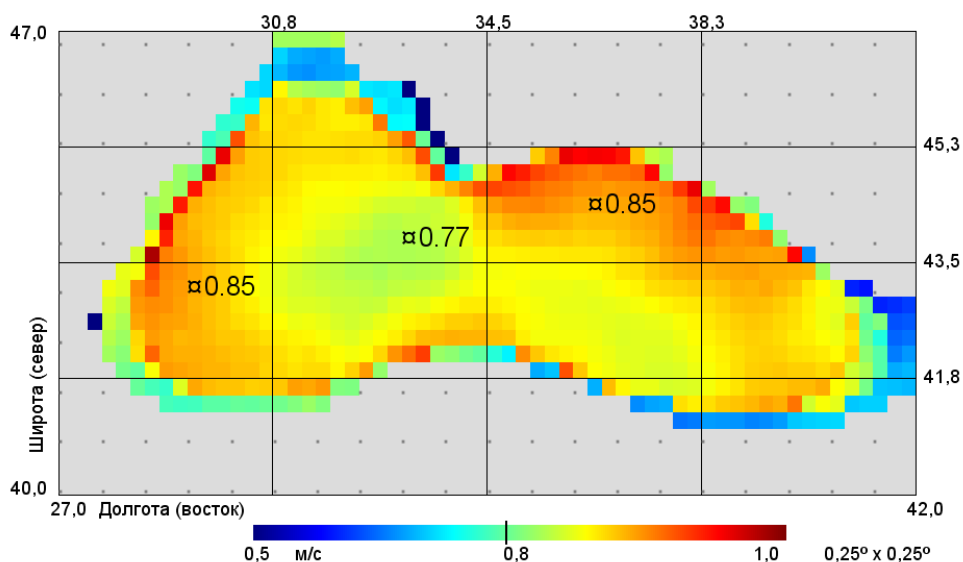 47,0 30,8 34,5 38,3
45,3
¤0.85
¤0.77
43,5
¤0.85
41,8
Широта (север)
40,0
27,0 Долгота (восток) 42,0
0,5 м/с 0,8 1,0 0,25º x 0,25º